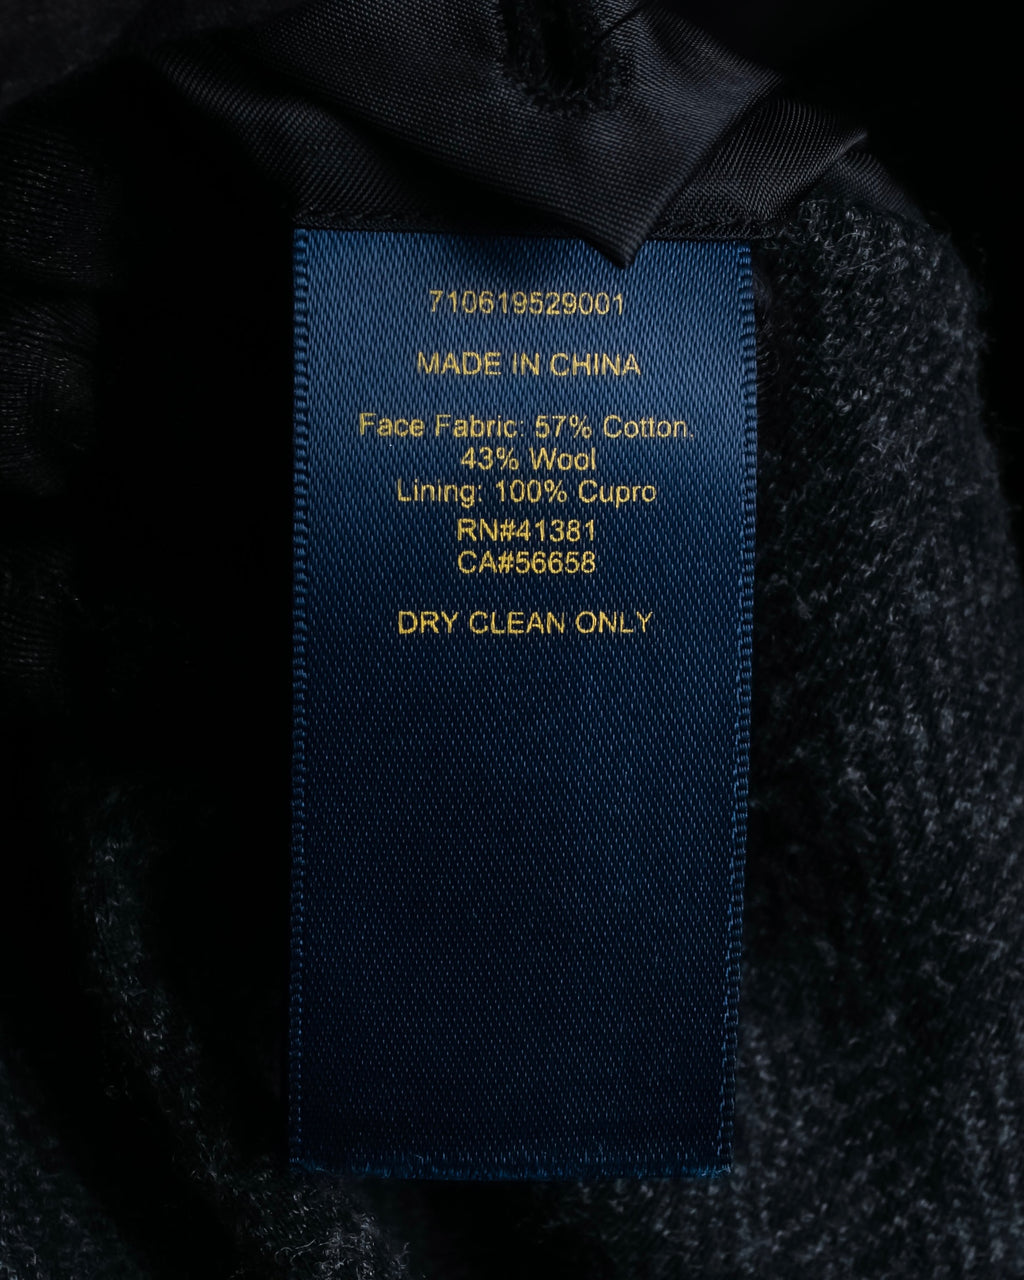 710619529001
MADE IN CHINA
Face Fabric: 57% Cotton,
43% Wool
Lining: 100% Cupro
RN#41381
CA#56658
DRY CLEAN ONLY